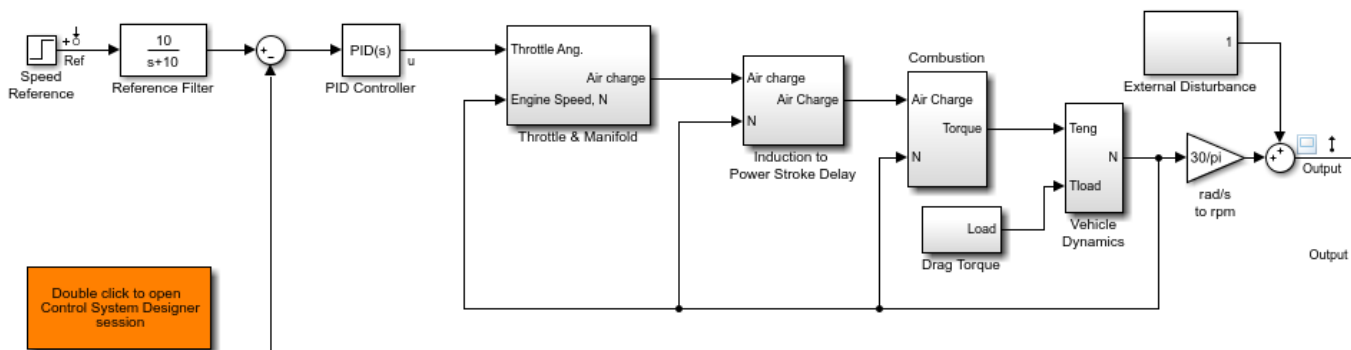 Speed
Reference
+
Ref
10
s+10
Reference Filter
+
−
PID(s)
PID Controller
u
Throttle Ang.
Air charge
Engine Speed, N
Throttle & Manifold
Air charge
Air Charge
N
Induction to
Power Stroke Delay
Combustion
Air Charge
Torque
N
Load
Drag Torque
Teng
N
Tload
Vehicle
Dynamics
30/pi
rad/s
to rpm
1
External Disturbance
+
+
Output
Output
Double click to open
Control System Designer
session